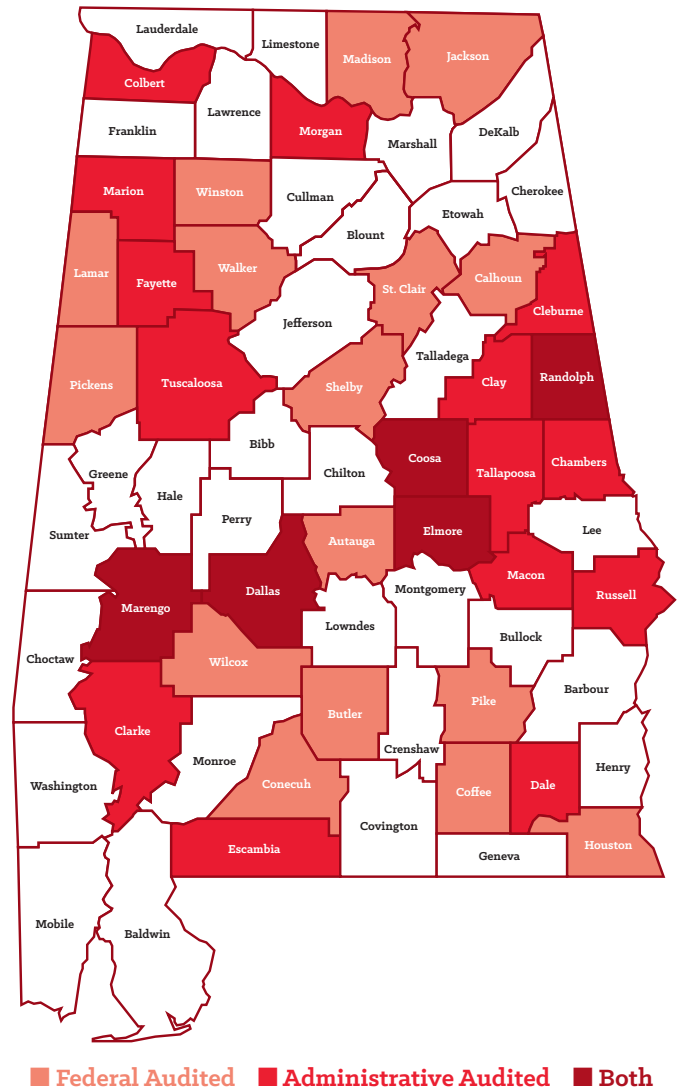 Lauderdale
Limestone
Madison
Jackson
Colbert
Lawrence
Franklin
Morgan
Marshall
DeKalb
Marion
Winston
Cullman
Cherokee
Etowah
Blount
Lamar
Fayette
Walker
St. Clair
Calhoun
Cleburne
Jefferson
Talladega
Pickens
Tuscaloosa
Shelby
Clay
Randolph
Bibb
Coosa
Chilton
Tallapoosa
Chambers
Greene
Hale
Perry
Sumter
Autauga
Elmore
Lee
Marengo
Dallas
Montgomery
Macon
Russell
Lowndes
Bullock
Choctaw
Wilcox
Barbour
Butler
Pike
Clarke
Crenshaw
Monroe
Washington
Conecuh
Coffee
Dale
Henry
Covington
Escambia
Geneva
Houston
Mobile
Baldwin
Federal Audited Administrative Audited Both